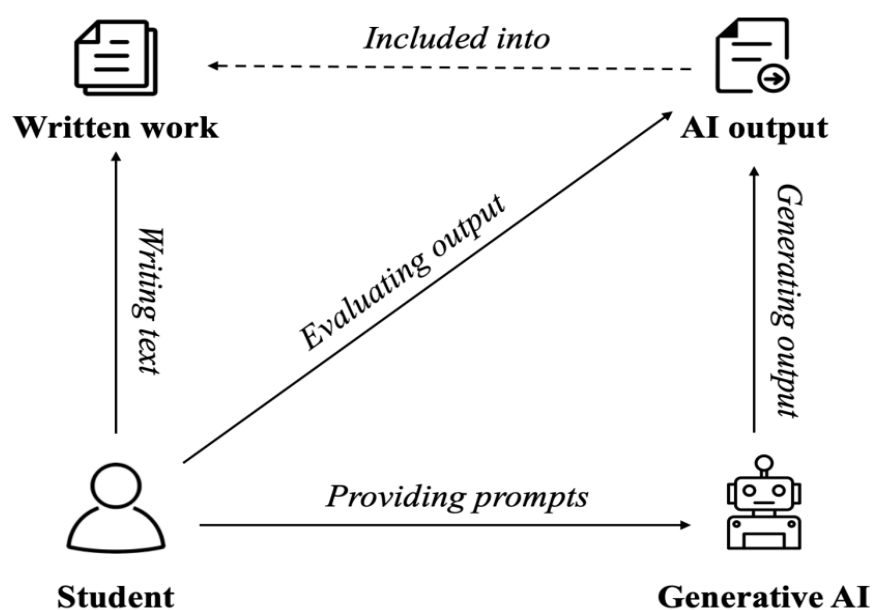 Included into
Written work
AI output
Writing text
Evaluating output
Generating output
Providing prompts
Student
Generative AI